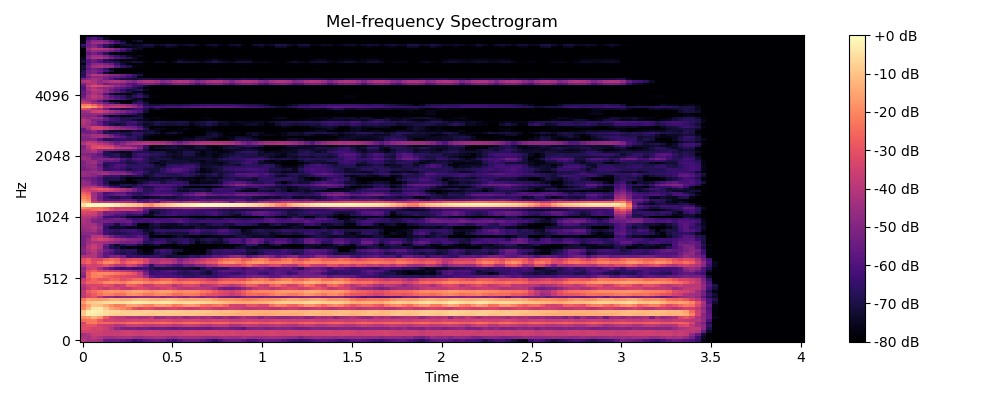 Mel-frequency Spectrogram
Hz
4096
2048
1024
512
0
0
0.5
1
1.5
2
2.5
3
3.5
4
Time
+0 dB
-10 dB
-20 dB
-30 dB
-40 dB
-50 dB
-60 dB
-70 dB
-80 dB